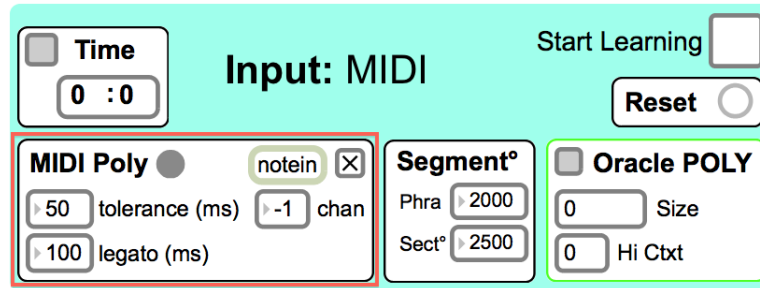 Time
0 :0
Input: MIDI
Start Learning
Reset
MIDI Poly notein
50 tolerance (ms) -1 chan
100 legato (ms)
Segment°
Phra 2000
Sect° 2500
Oracle POLY
0 Size
0 Hi Ctxt